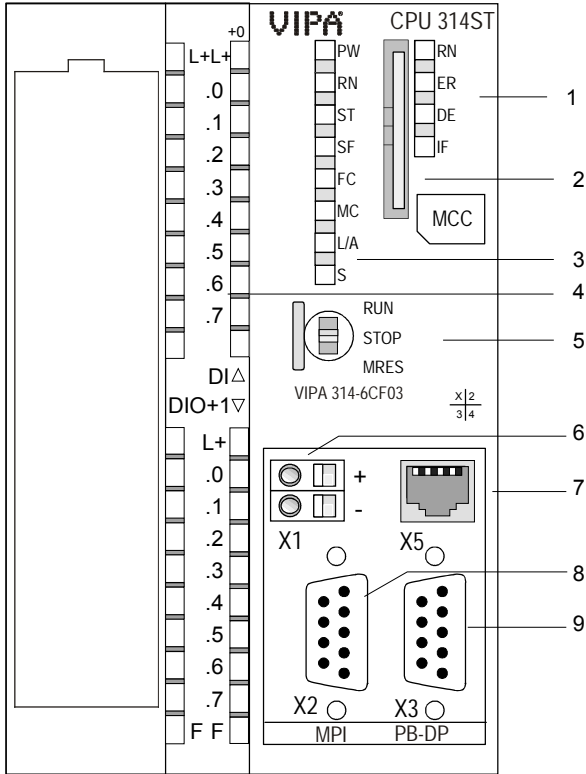 VIPA CPU 314ST
+0
L+L+
.0
.1
.2
.3
.4
.5
.6
.7
DI△
DIO+1▽
L+
.0
.1
.2
.3
.4
.5
.6
.7
F F
PW
RN
ST
SF
FC
MC
L/A
S
RN
ER
DE
IF
MCC
RUN
STOP
MRES
VIPA 314-6CF03
X 2
3 4
+
-
X1 X5
X2 X3
MPI PB-DP
1
2
3
4
5
6
7
8
9